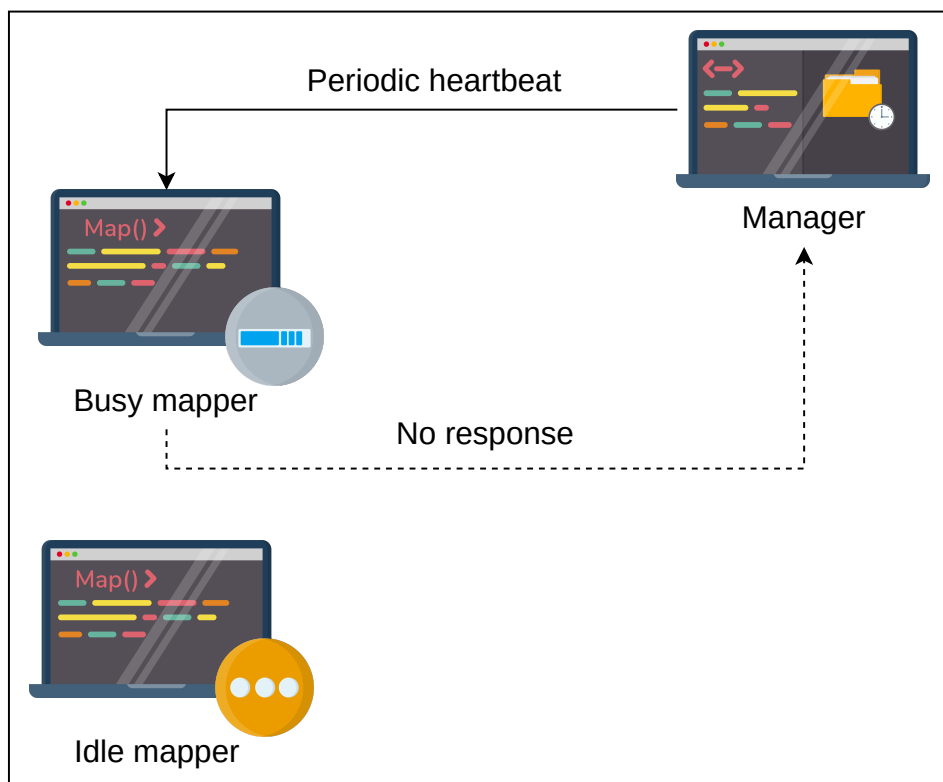 Periodic heartbeat
Manager
Map()
Busy mapper
No response
Map()
Idle mapper